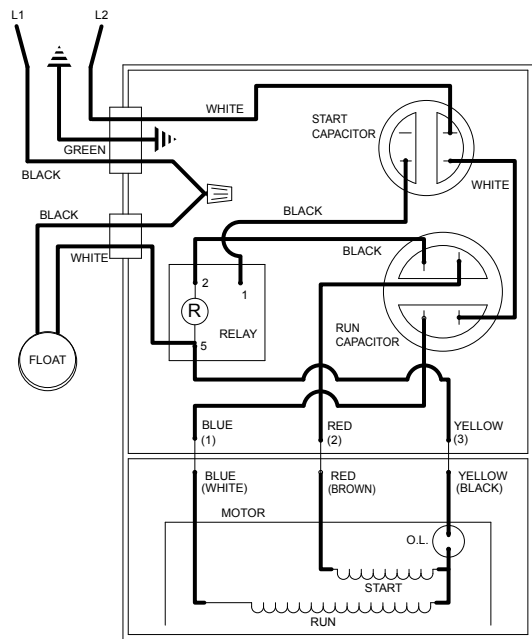 L1
L2
WHITE
START
CAPACITOR
GREEN
BLACK
WHITE
BLACK
BLACK
BLACK
WHITE
2
1
R
RELAY
RUN
CAPACITOR
5
FLOAT
BLUE
(1)
RED
(2)
YELLOW
(3)
BLUE
(WHITE)
RED
(BROWN)
YELLOW
(BLACK)
MOTOR
O.L.
START
RUN